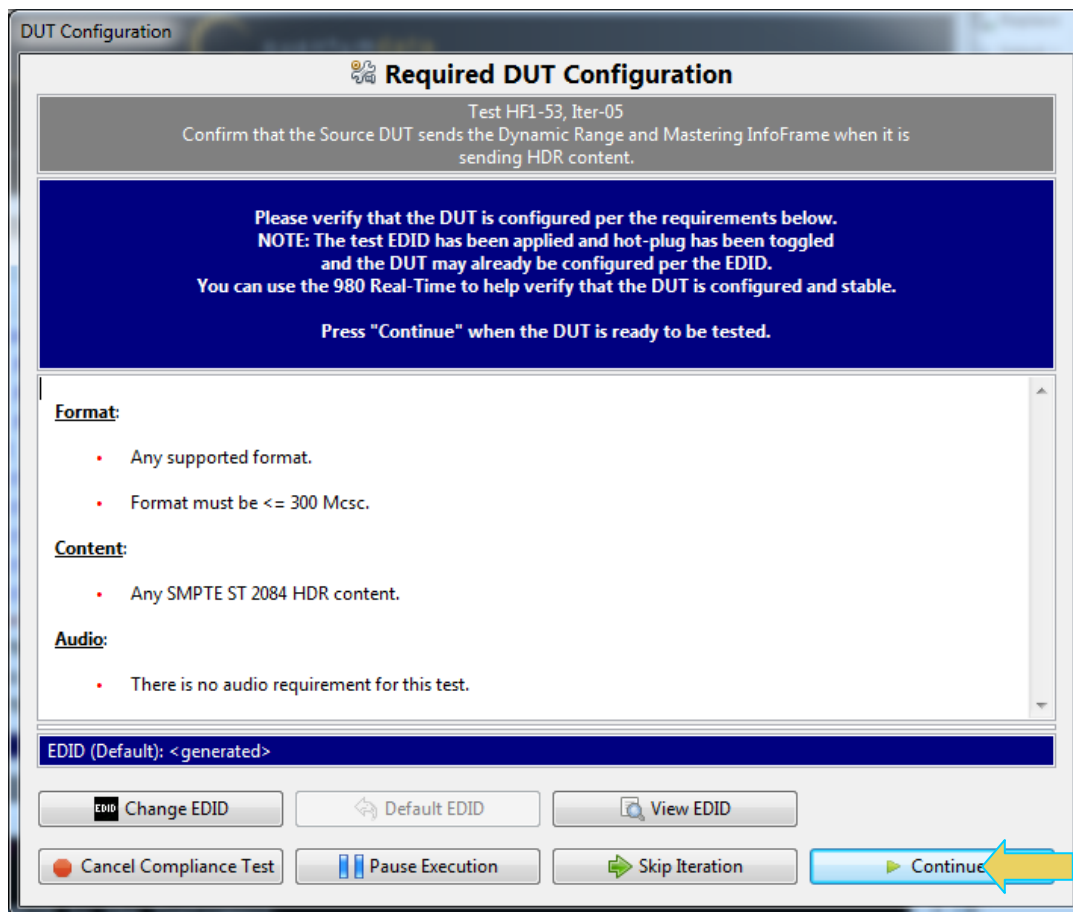 DUT Configuration
Required DUT Configuration
Test HF1-53, Iter-05
Confirm that the Source DUT sends the Dynamic Range and Mastering InfoFrame when it is
sending HDR content.
Please verify that the DUT is configured per the requirements below.
NOTE: The test EDID has been applied and hot-plug has been toggled
and the DUT may already be configured per the EDID.
You can use the 980 Real-Time to help verify that the DUT is configured and stable.
Press "Continue" when the DUT is ready to be tested.
Format:
• Any supported format.
• Format must be <= 300 Mcsc.
Content:
• Any SMPTE ST 2084 HDR content.
Audio:
• There is no audio requirement for this test.
EDID (Default): <generated>
EDID Change EDID
Default EDID
View EDID
Cancel Compliance Test
Pause Execution
Skip Iteration
Continue